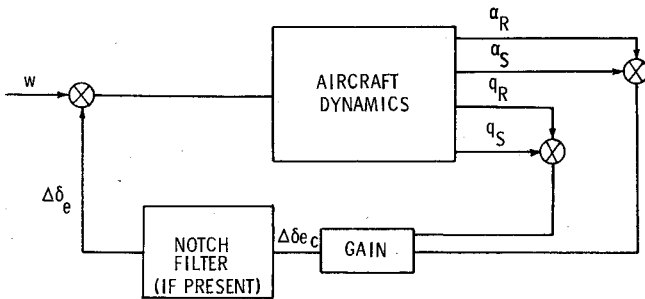 α_R
α_S
q_R
q_S
AIRCRAFT
DYNAMICS
w
Δδ_e
NOTCH
FILTER
(IF PRESENT)
Δδe_c
GAIN